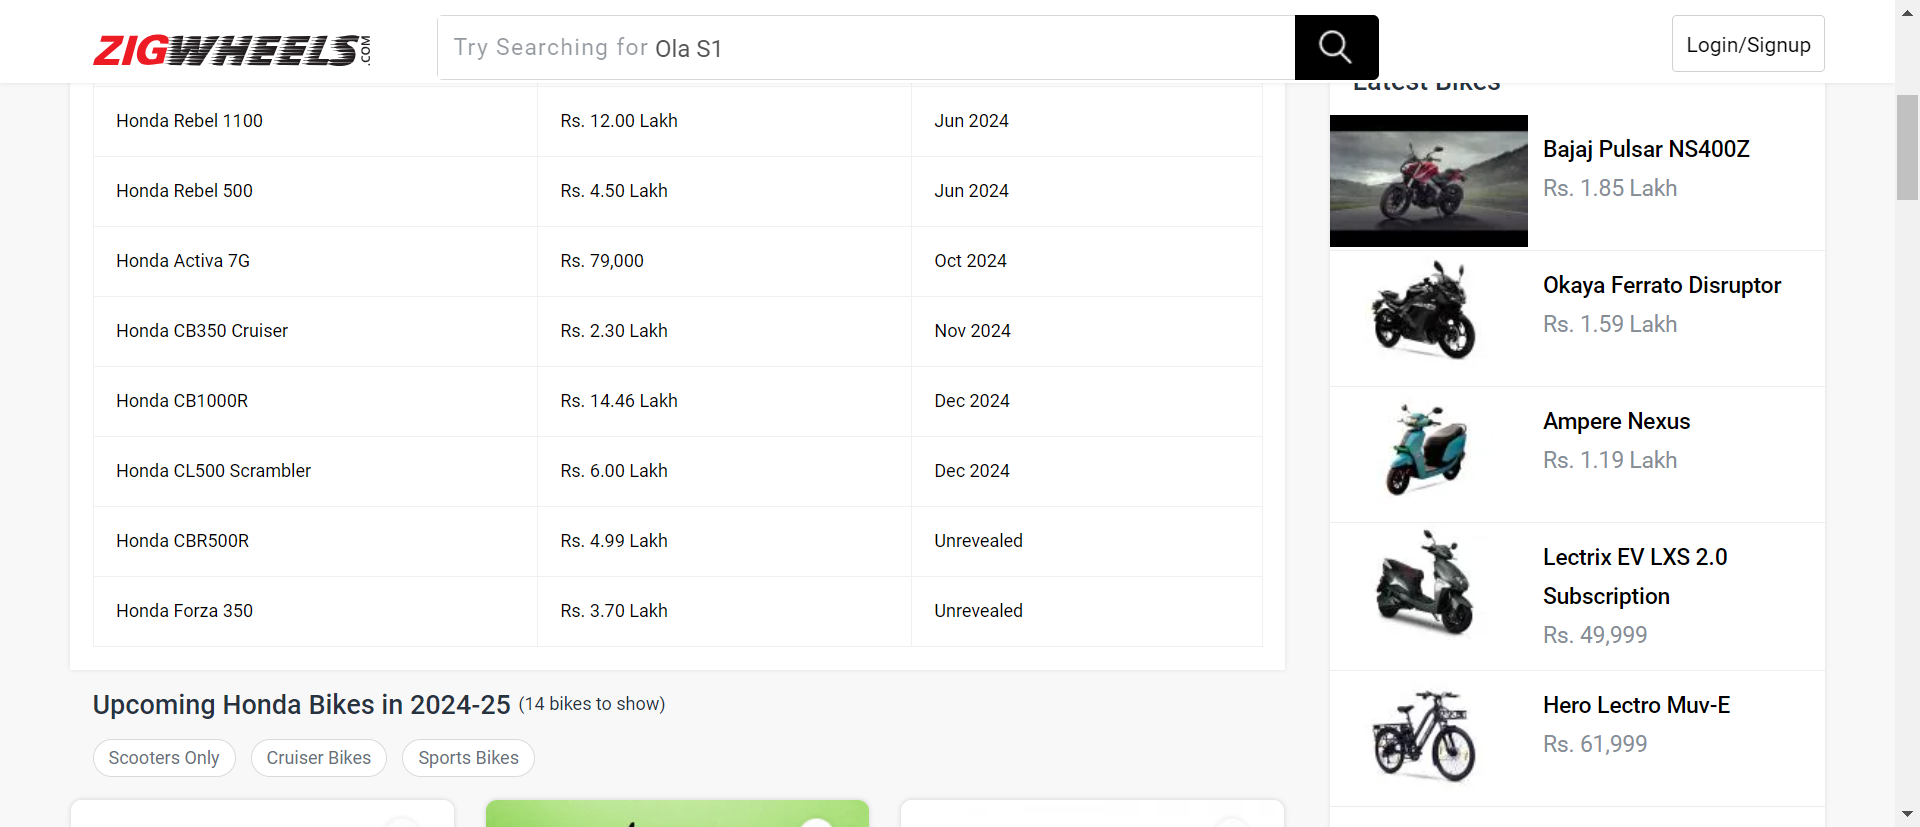 ZIGWHEELS.COM
Try Searching for Ola S1
Login/Signup
Honda Rebel 1100 Rs. 12.00 Lakh Jun 2024
Honda Rebel 500 Rs. 4.50 Lakh Jun 2024
Honda Activa 7G Rs. 79,000 Oct 2024
Honda CB350 Cruiser Rs. 2.30 Lakh Nov 2024
Honda CB1000R Rs. 14.46 Lakh Dec 2024
Honda CL500 Scrambler Rs. 6.00 Lakh Dec 2024
Honda CBR500R Rs. 4.99 Lakh Unrevealed
Honda Forza 350 Rs. 3.70 Lakh Unrevealed
Upcoming Honda Bikes in 2024-25 (14 bikes to show)
Scooters Only Cruiser Bikes Sports Bikes
Latest Bikes
Bajaj Pulsar NS400Z
Rs. 1.85 Lakh
Okaya Ferrato Disruptor
Rs. 1.59 Lakh
Ampere Nexus
Rs. 1.19 Lakh
Lectrix EV LXS 2.0
Subscription
Rs. 49,999
Hero Lectro Muv-E
Rs. 61,999